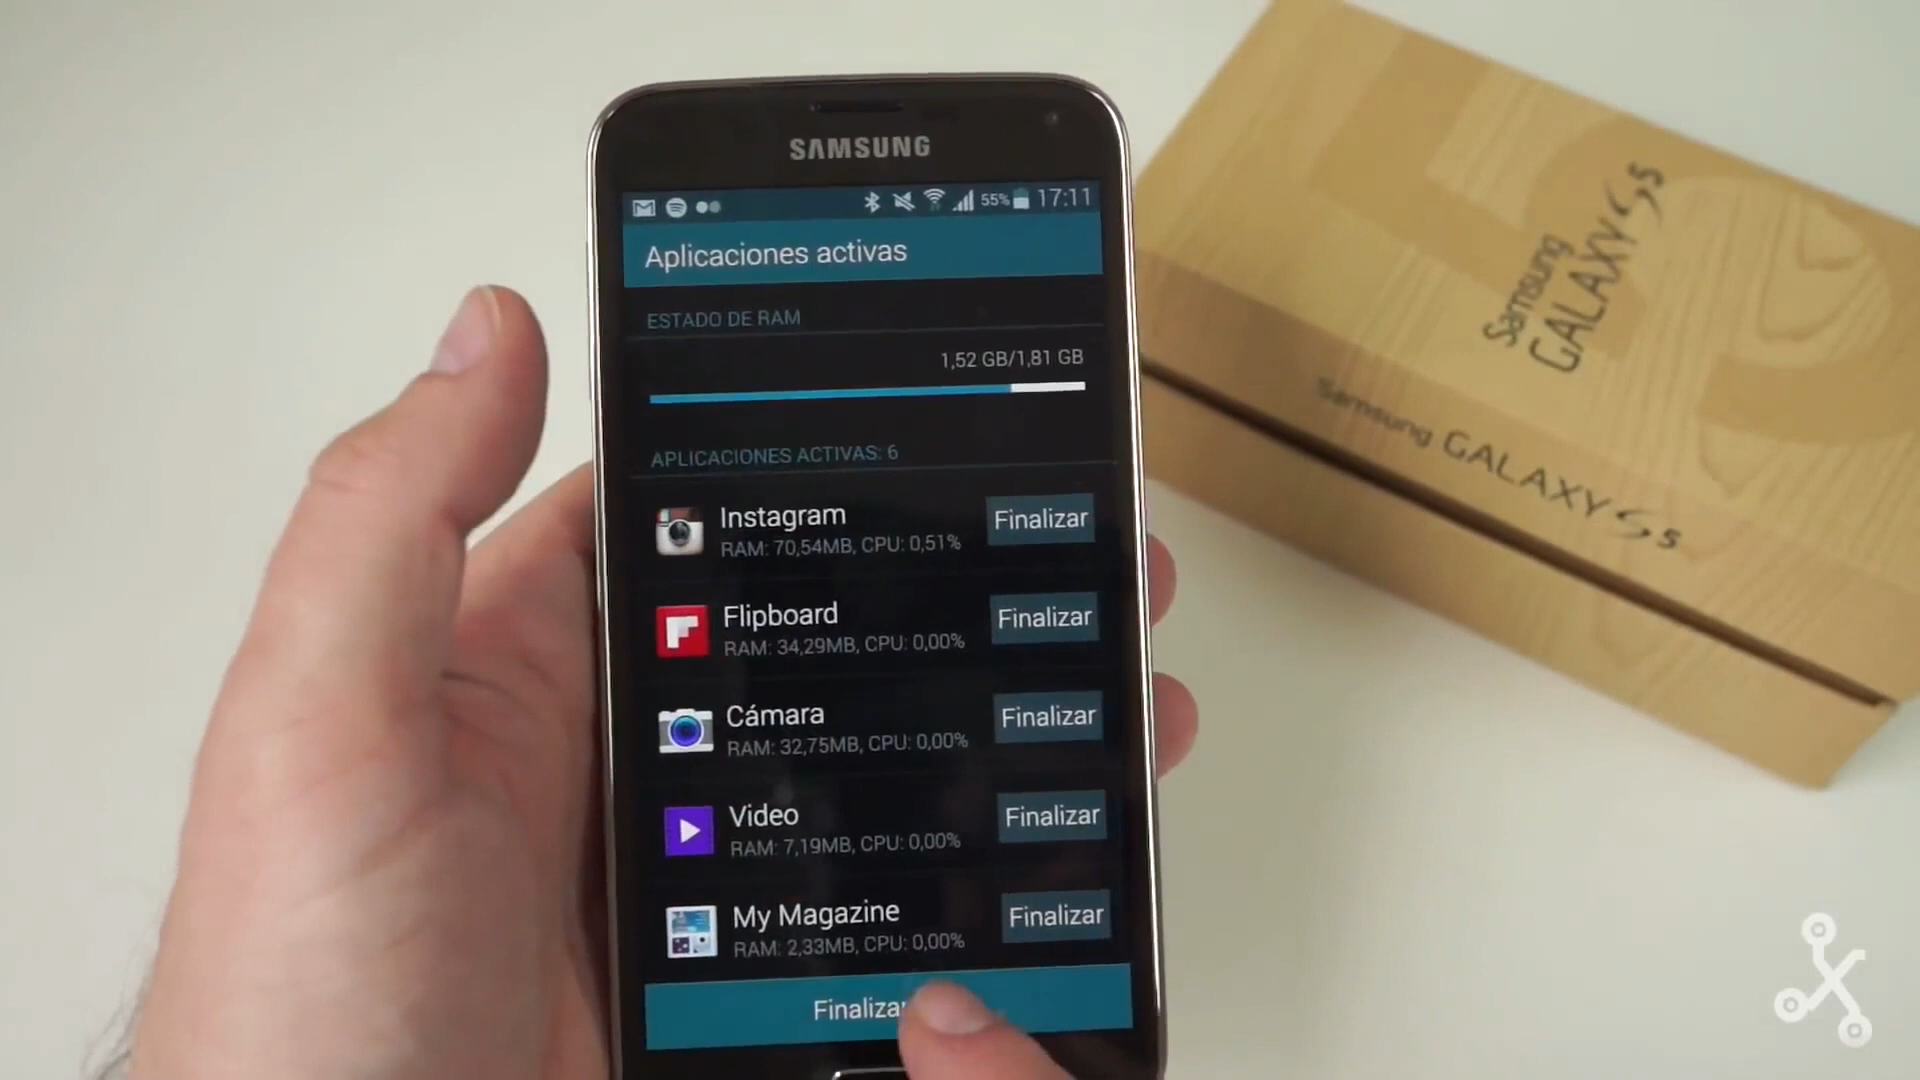 SAMSUNG
55% 17:11
Aplicaciones activas
ESTADO DE RAM
1,52 GB/1,81 GB
APLICACIONES ACTIVAS: 6
Instagram
RAM: 70,54MB, CPU: 0,51%
Finalizar
Flipboard
RAM: 34,29MB, CPU: 0,00%
Finalizar
Cámara
RAM: 32,75MB, CPU: 0,00%
Finalizar
Video
RAM: 7,19MB, CPU: 0,00%
Finalizar
My Magazine
RAM: 2,33MB, CPU: 0,00%
Finalizar
Finalizar
Samsung
GALAXY S5
Samsung GALAXY S5